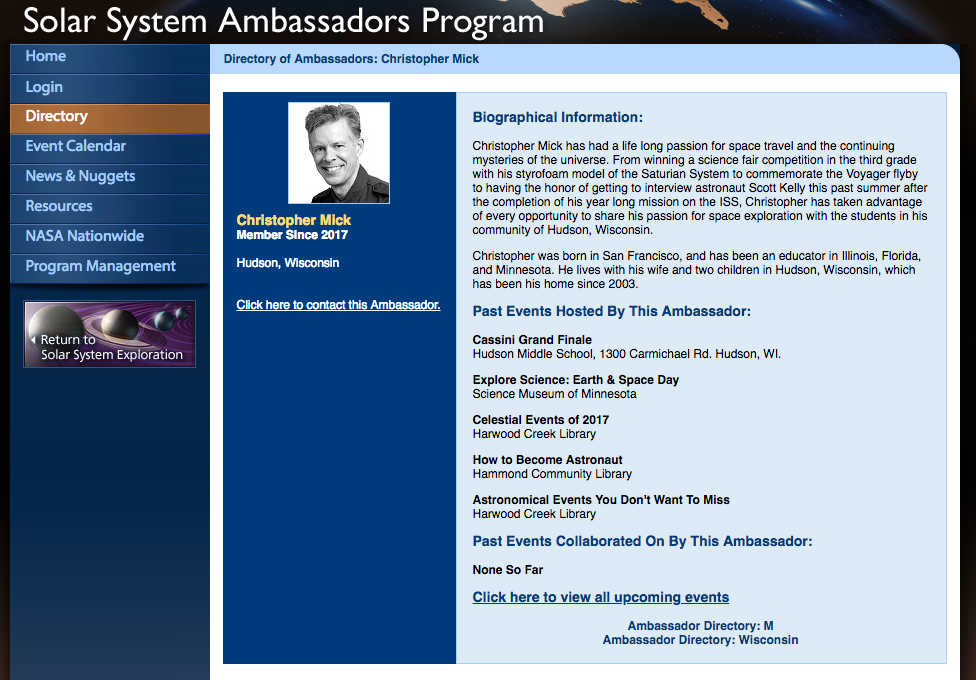 Solar System Ambassadors Program
Home
Login
Directory
Event Calendar
News & Nuggets
Resources
NASA Nationwide
Program Management
Return to
Solar System Exploration
Directory of Ambassadors: Christopher Mick
Christopher Mick
Member Since 2017
Hudson, Wisconsin
Click here to contact this Ambassador.
Biographical Information:
Christopher Mick has had a life long passion for space travel and the continuing
mysteries of the universe. From winning a science fair competition in the third grade
with his styrofoam model of the Saturian System to commemorate the Voyager flyby
to having the honor of getting to interview astronaut Scott Kelly this past summer after
the completion of his year long mission on the ISS, Christopher has taken advantage
of every opportunity to share his passion for space exploration with the students in his
community of Hudson, Wisconsin.
Christopher was born in San Francisco, and has been an educator in Illinois, Florida,
and Minnesota. He lives with his wife and two children in Hudson, Wisconsin, which
has been his home since 2003.
Past Events Hosted By This Ambassador:
Cassini Grand Finale
Hudson Middle School, 1300 Carmichael Rd. Hudson, WI.
Explore Science: Earth & Space Day
Science Museum of Minnesota
Celestial Events of 2017
Harwood Creek Library
How to Become Astronaut
Hammond Community Library
Astronomical Events You Don't Want To Miss
Harwood Creek Library
Past Events Collaborated On By This Ambassador:
None So Far
Click here to view all upcoming events
Ambassador Directory: M
Ambassador Directory: Wisconsin